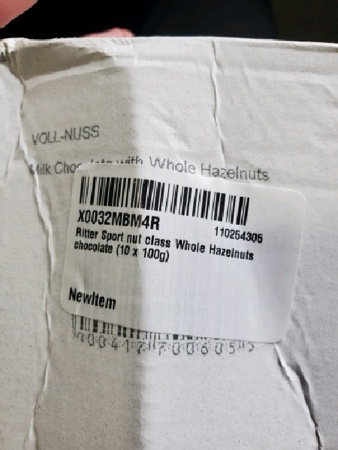 VOLL-NUSS
Milk Chocolate with Whole Hazelnuts
X0032MBM4R
110254305
Ritter Sport nut class Whole Hazelnuts
chocolate (10 x 100g)
NewItem